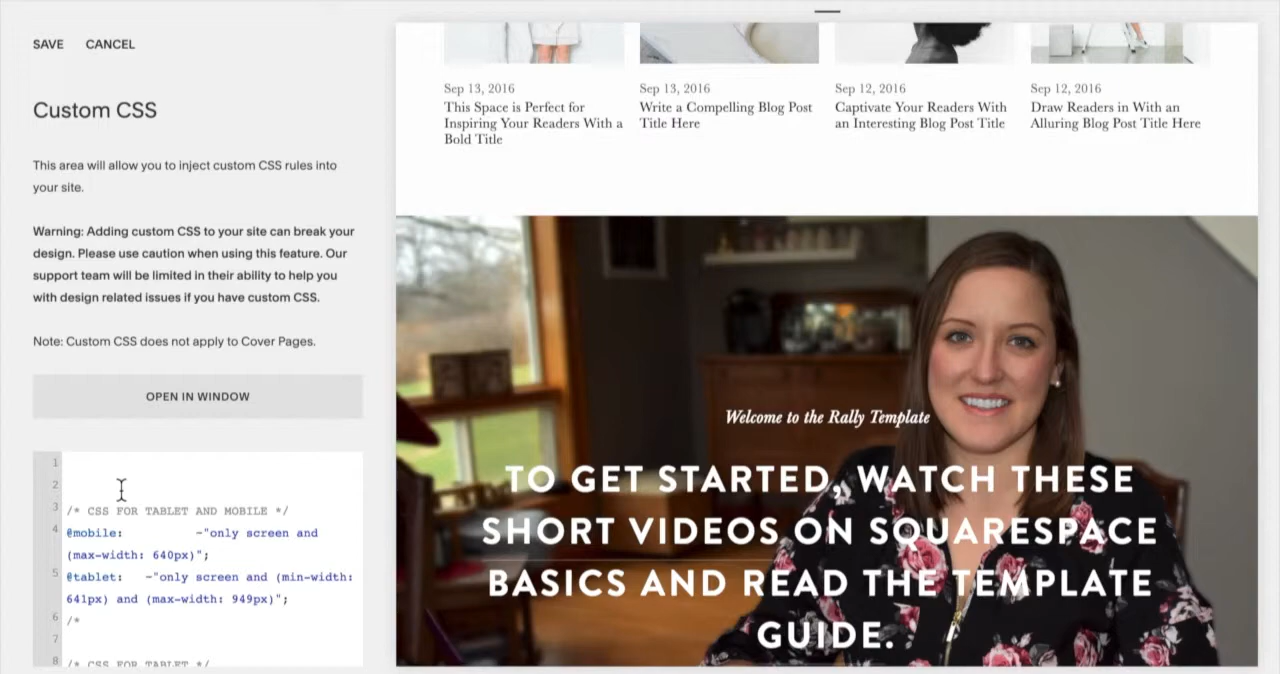 SAVE CANCEL
Custom CSS
This area will allow you to inject custom CSS rules into
your site.
Warning: Adding custom CSS to your site can break your
design. Please use caution when using this feature. Our
support team will be limited in their ability to help you
with design related issues if you have custom CSS.
Note: Custom CSS does not apply to Cover Pages.
OPEN IN WINDOW
1
2
3 /* CSS FOR TABLET AND MOBILE */
4 @mobile: ~"only screen and
(max-width: 640px)";
5 @tablet: ~"only screen and (min-width:
641px) and (max-width: 949px)";
6 /*
7
8 /* CSS FOR TABLET */
Sep 13, 2016
This Space is Perfect for
Inspiring Your Readers With a
Bold Title
Sep 13, 2016
Write a Compelling Blog Post
Title Here
Sep 12, 2016
Captivate Your Readers With
an Interesting Blog Post Title
Sep 12, 2016
Draw Readers in With an
Alluring Blog Post Title Here
Welcome to the Rally Template
TO GET STARTED, WATCH THESE
SHORT VIDEOS ON SQUARESPACE
BASICS AND READ THE TEMPLATE
GUIDE.